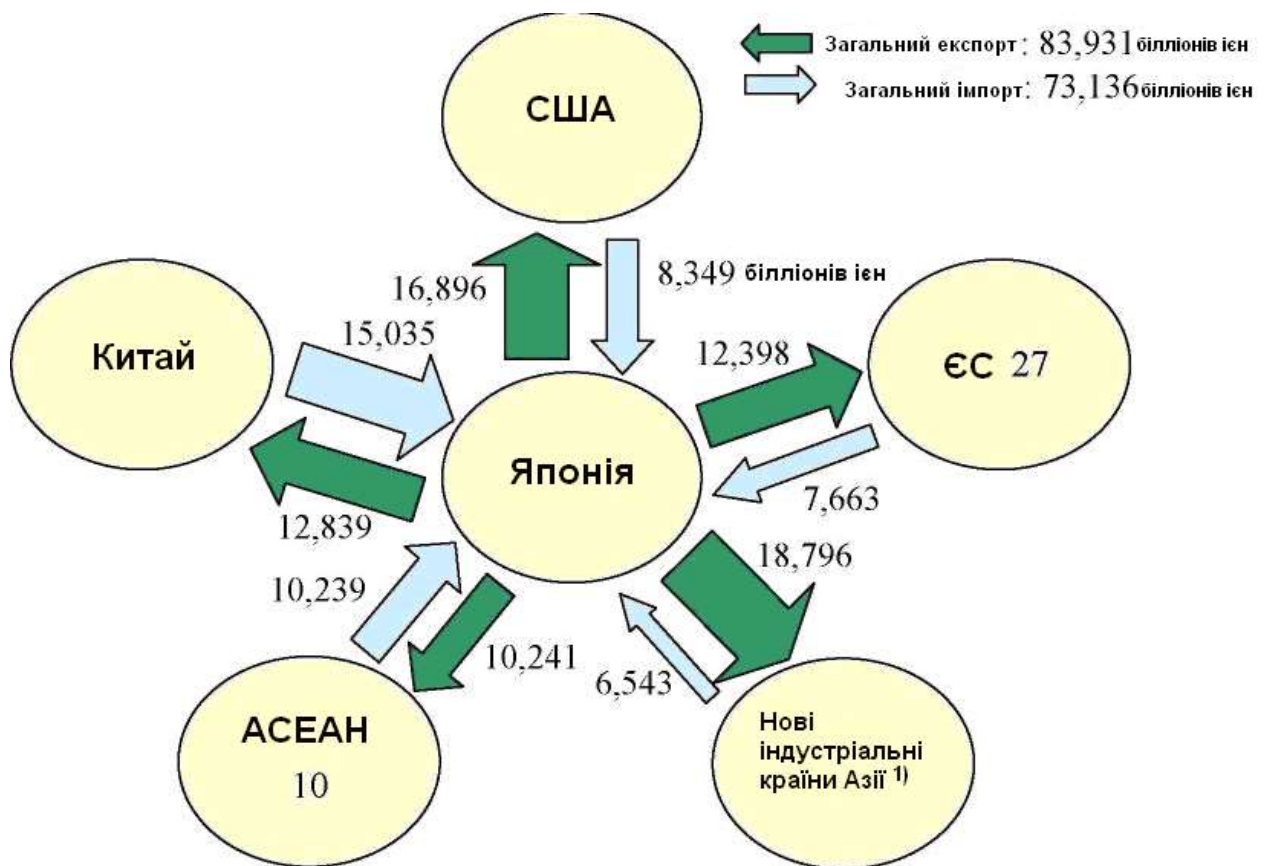 Загальний експорт: 83,931 білліонів ієн
Загальний імпорт: 73,136 білліонів ієн
США
16,896
8,349 білліонів ієн
Китай
15,035
12,398
ЄС 27
Японія
7,663
12,839
18,796
10,239
10,241
6,543
АСЕАН
10
Нові
індустріальні
країни Азії 1)